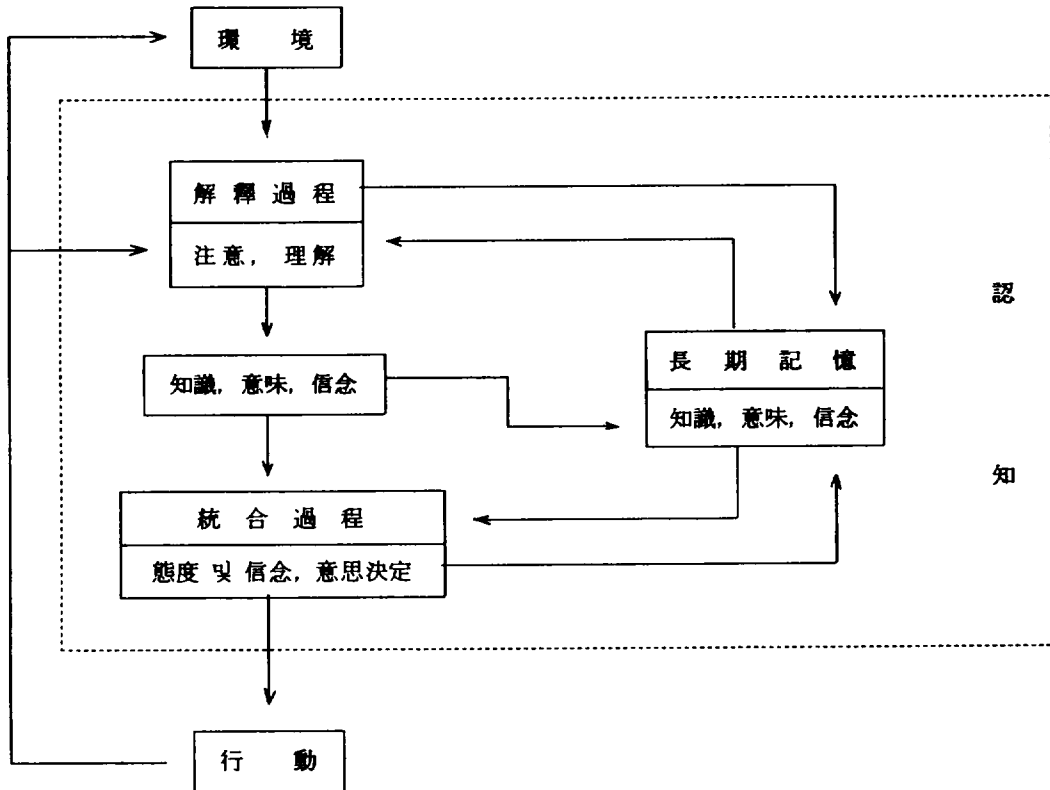 環 境
解釋過程
注意, 理解
認
長期記憶
知識, 意味, 信念
知識, 意味, 信念
統合過程
知
態度 및 信念, 意思決定
行 動